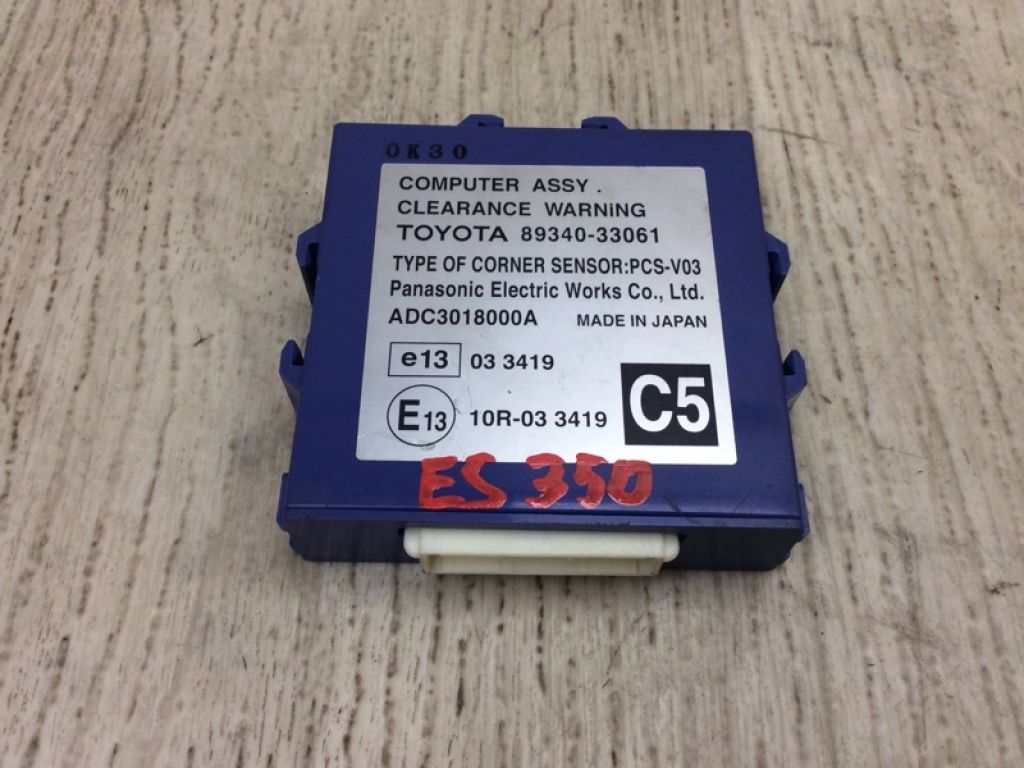 0K30
COMPUTER ASSY.
CLEARANCE WARNiNG
TOYOTA 89340-33061
TYPE OF CORNER SENSOR:PCS-V03
Panasonic Electric Works Co., Ltd.
ADC3018000A MADE IN JAPAN
e13 03 3419
E13 10R-03 3419
C5
ES 350